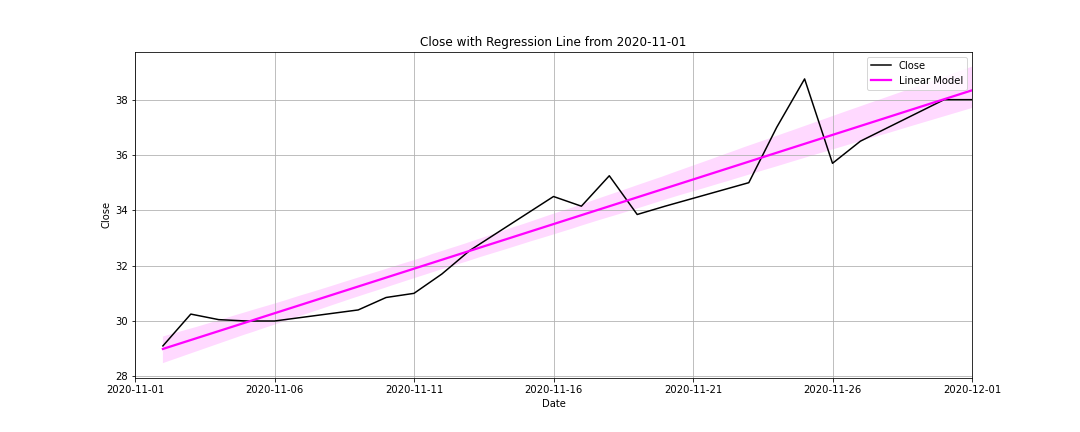 Close with Regression Line from 2020-11-01
Close
Linear Model
38
36
34
32
30
28
Close
2020-11-01 2020-11-06 2020-11-11 2020-11-16 2020-11-21 2020-11-26 2020-12-01
Date